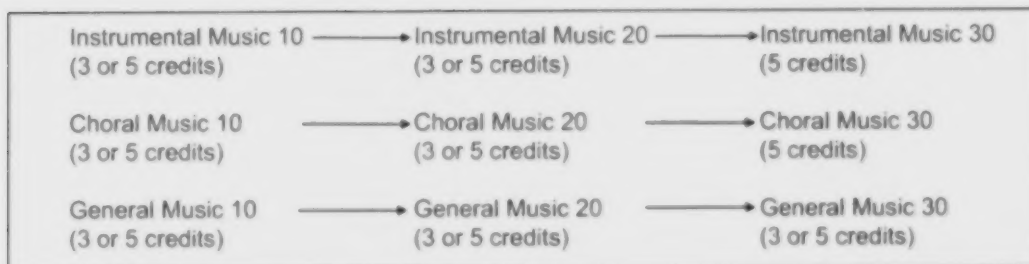 Instrumental Music 10 → Instrumental Music 20 → Instrumental Music 30
(3 or 5 credits) (3 or 5 credits) (5 credits)
Choral Music 10 → Choral Music 20 → Choral Music 30
(3 or 5 credits) (3 or 5 credits) (5 credits)
General Music 10 → General Music 20 → General Music 30
(3 or 5 credits) (3 or 5 credits) (3 or 5 credits)